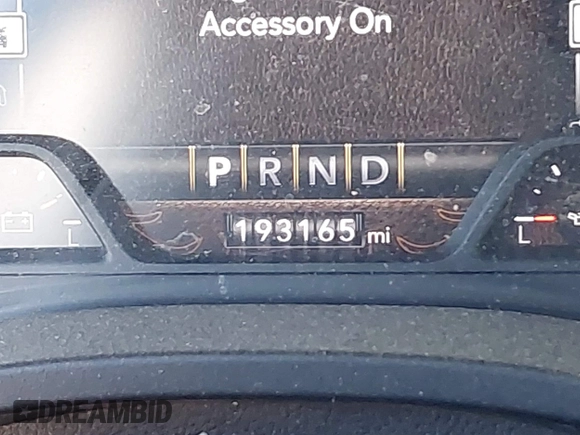 Accessory On
P R N D
193165 mi
L
L
DREAMBID